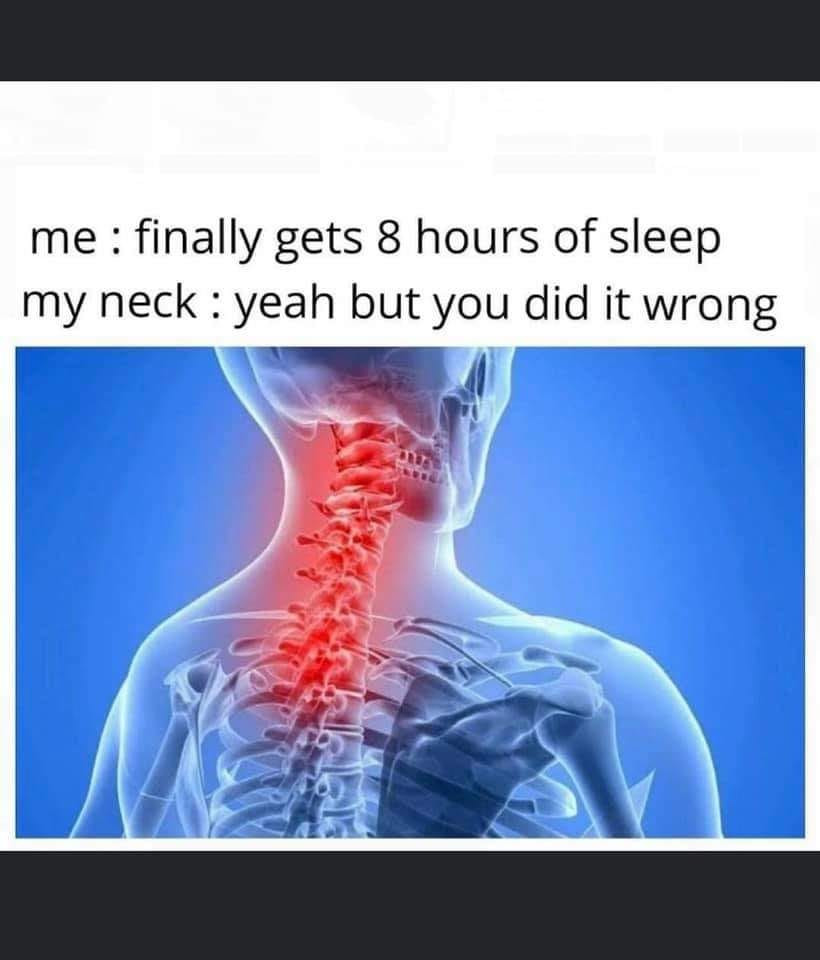 me : finally gets 8 hours of sleep
my neck : yeah but you did it wrong